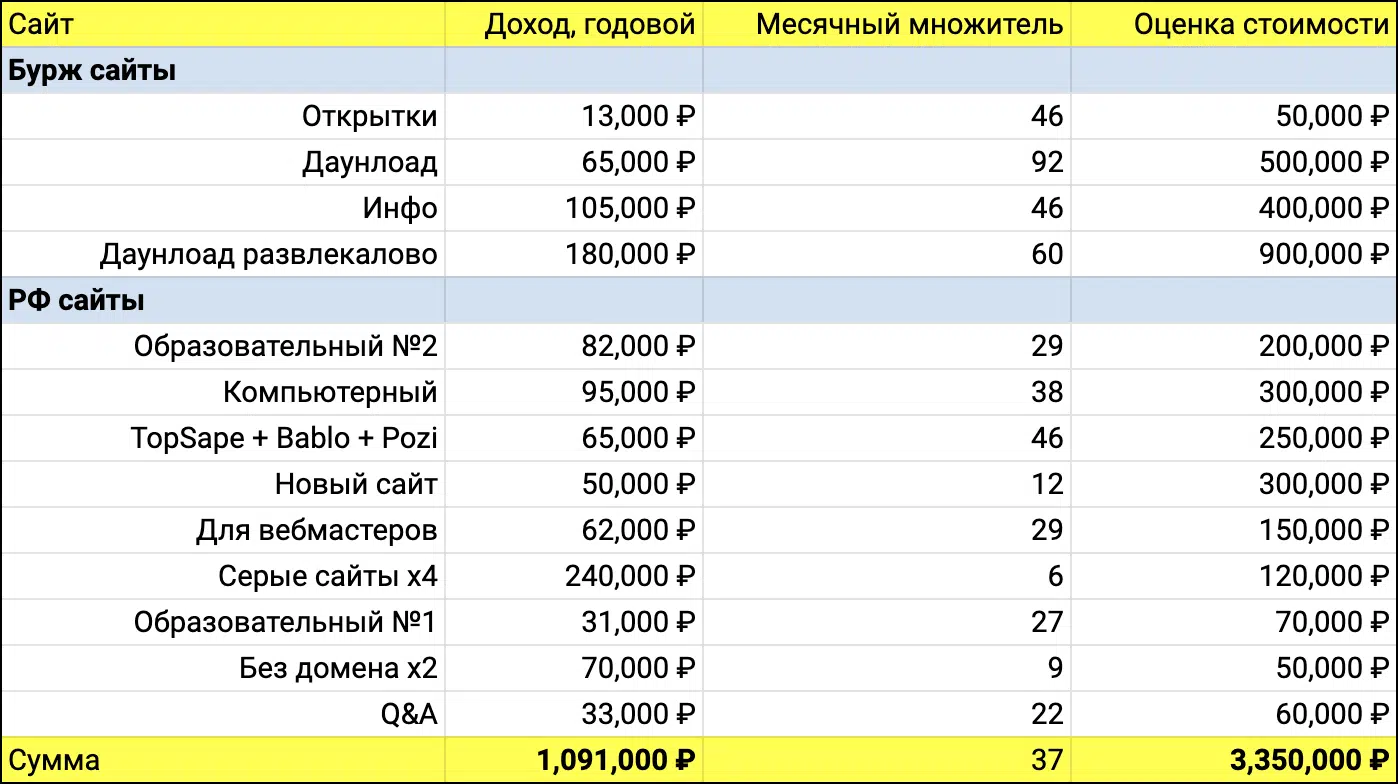 Сайт Доход, годовой Месячный множитель Оценка стоимости
Бурж сайты
Открытки 13,000 ₽ 46 50,000 ₽
Даунлоад 65,000 ₽ 92 500,000 ₽
Инфо 105,000 ₽ 46 400,000 ₽
Даунлоад развлекалово 180,000 ₽ 60 900,000 ₽
РФ сайты
Образовательный №2 82,000 ₽ 29 200,000 ₽
Компьютерный 95,000 ₽ 38 300,000 ₽
TopSape + Bablo + Pozi 65,000 ₽ 46 250,000 ₽
Новый сайт 50,000 ₽ 12 300,000 ₽
Для вебмастеров 62,000 ₽ 29 150,000 ₽
Серые сайты x4 240,000 ₽ 6 120,000 ₽
Образовательный №1 31,000 ₽ 27 70,000 ₽
Без домена x2 70,000 ₽ 9 50,000 ₽
Q&A 33,000 ₽ 22 60,000 ₽
Сумма 1,091,000 ₽ 37 3,350,000 ₽